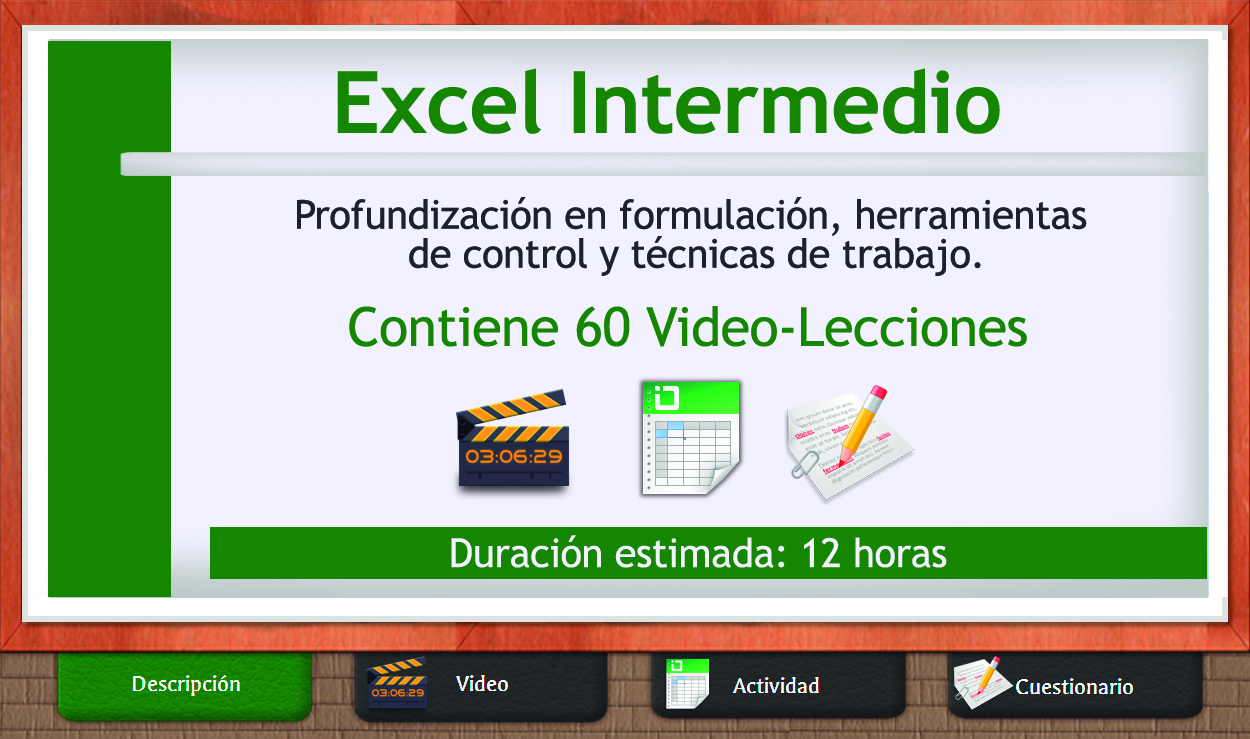 Excel Intermedio
Profundización en formulación, herramientas
de control y técnicas de trabajo.
Contiene 60 Video-Lecciones
03:06:29
Duración estimada: 12 horas
Descripción
03:06:29
Video
Actividad
Cuestionario